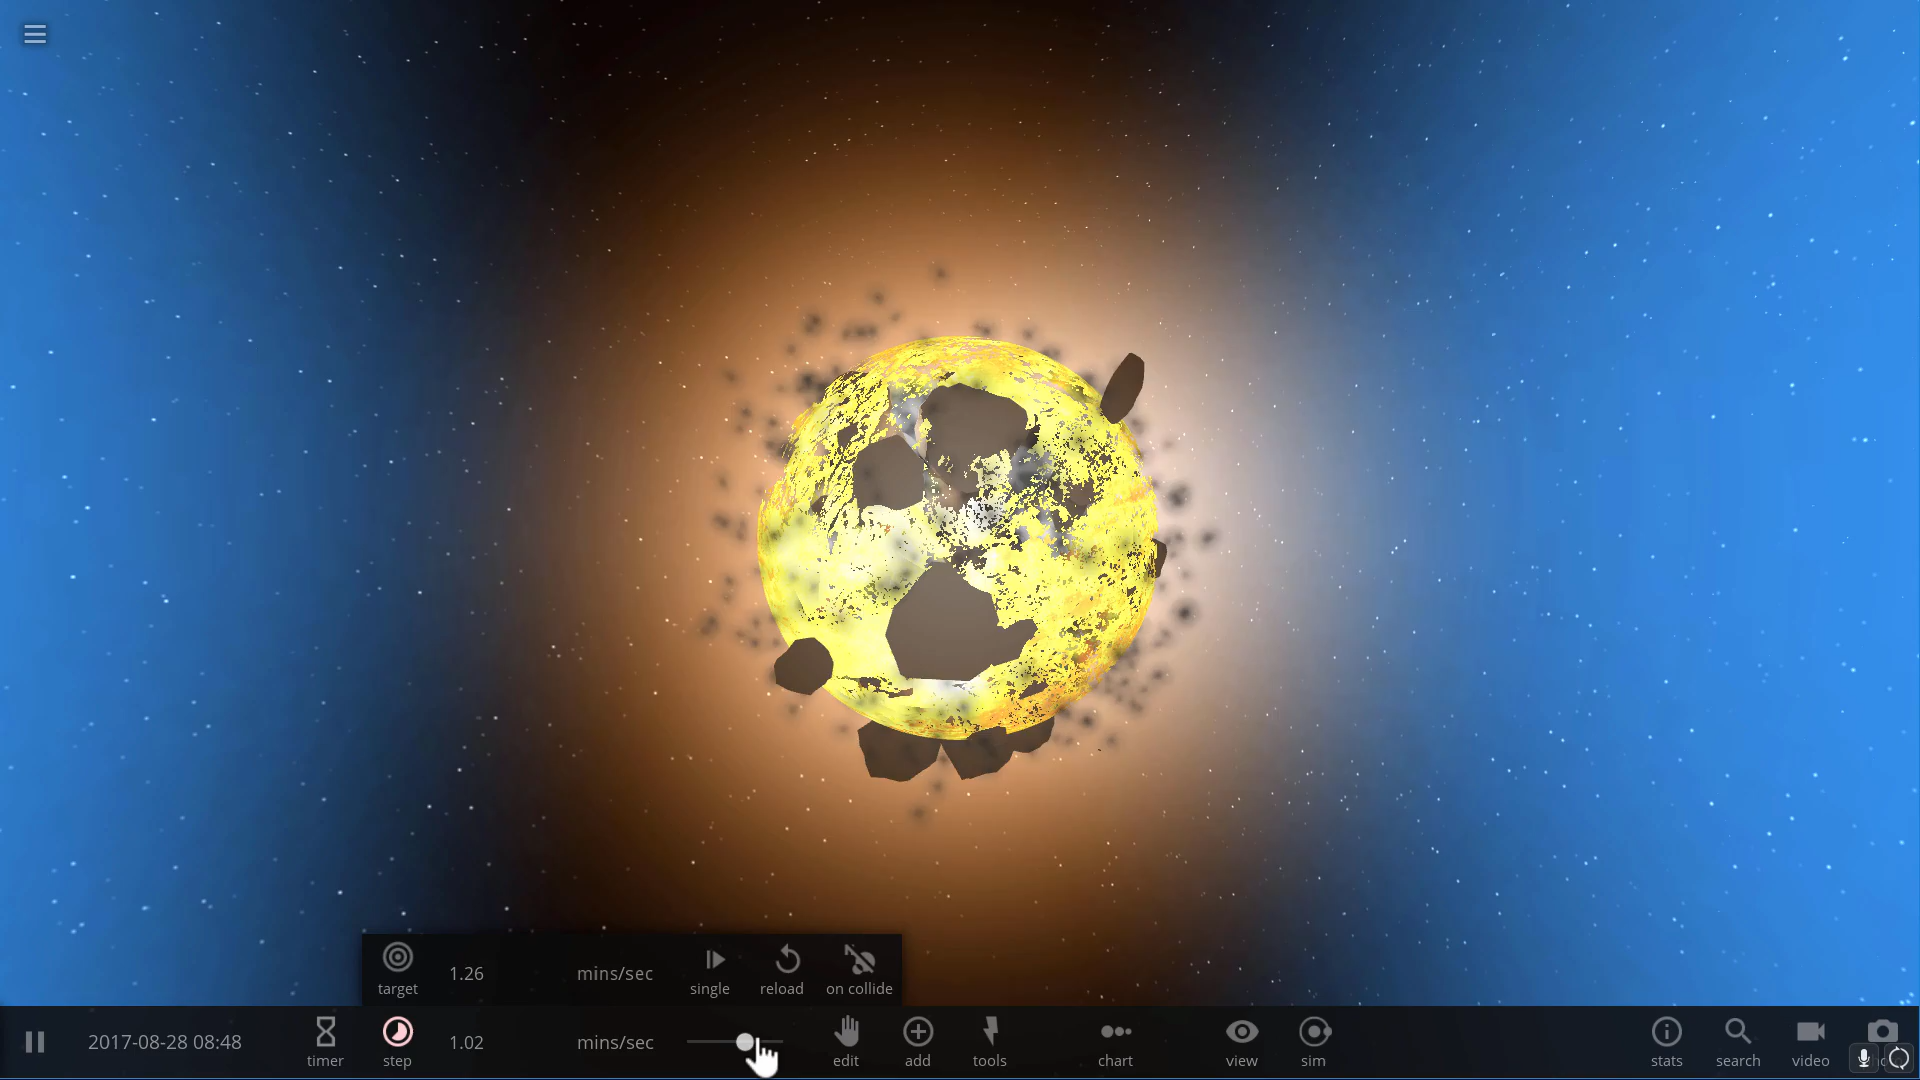 target 1.26 mins/sec single reload on collide
2017-08-28 08:48 timer step 1.02 mins/sec edit add tools chart view sim stats search video